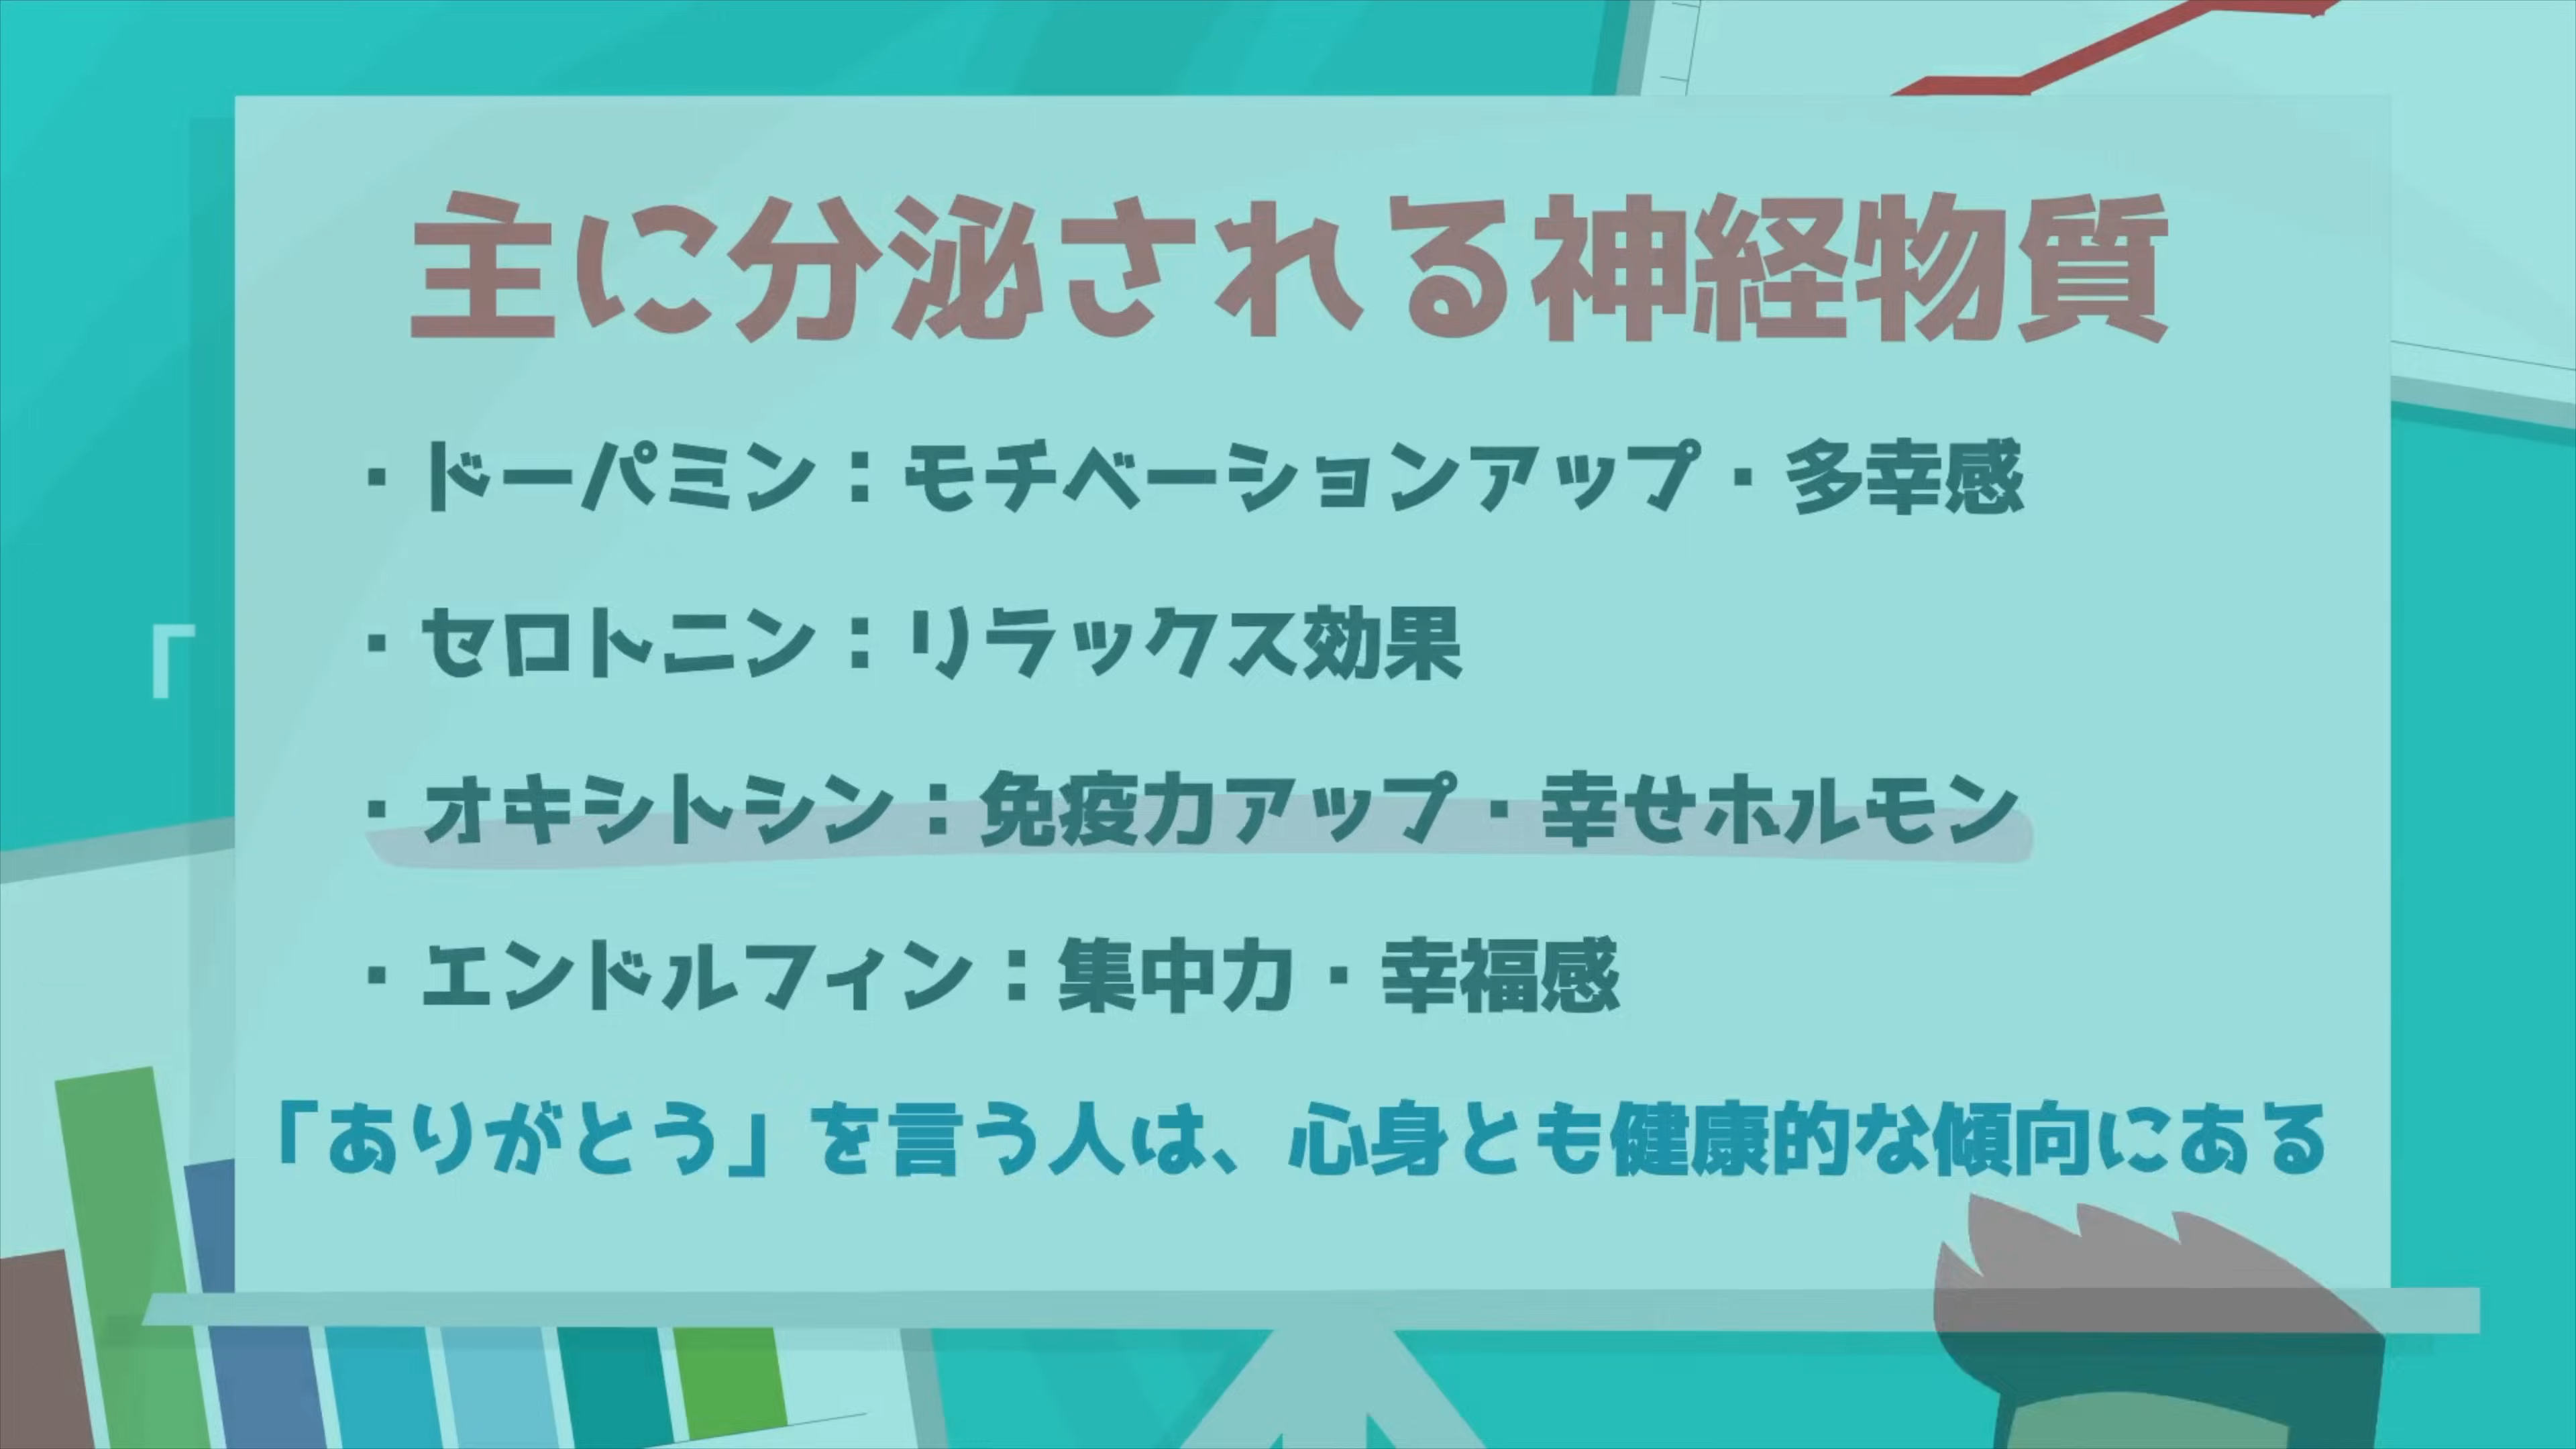 主に分泌される神経物質
・ドーパミン：モチベーションアップ・多幸感
・セロトニン：リラックス効果
「
・オキシトシン：免疫力アップ・幸せホルモン
・エンドルフィン：集中力・幸福感
「ありがとう」を言う人は、心身とも健康的な傾向にある